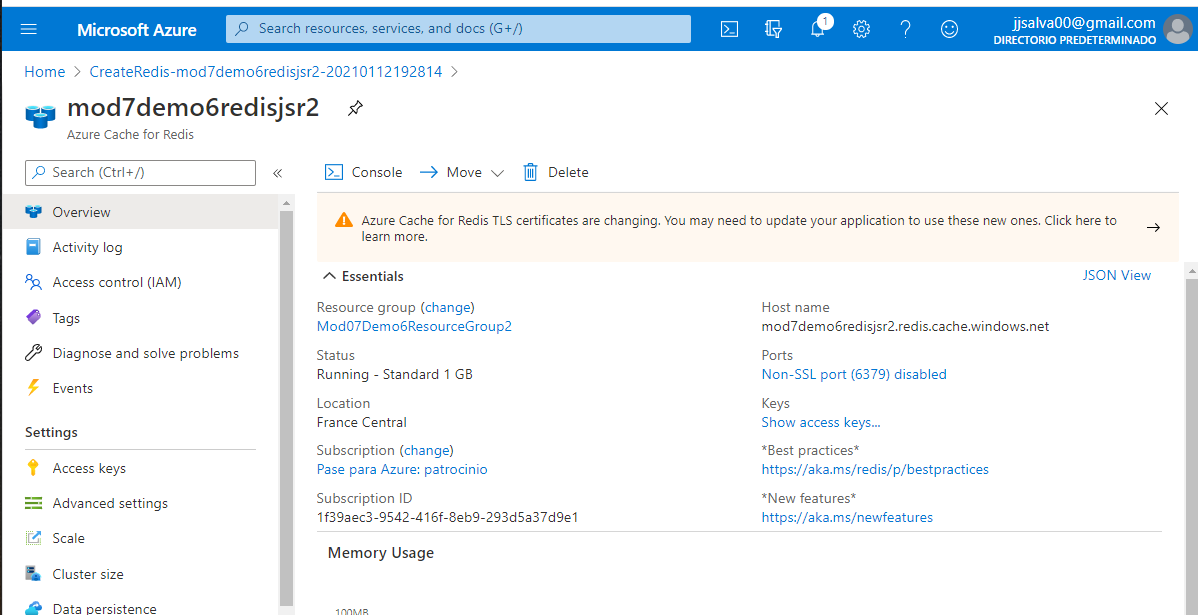 Microsoft Azure
Search resources, services, and docs (G+/)
1
jjsalva00@gmail.com
DIRECTORIO PREDETERMINADO
Home > CreateRedis-mod7demo6redisjsr2-20210112192814 >
mod7demo6redisjsr2
Azure Cache for Redis
Search (Ctrl+/)
«
Overview
Activity log
Access control (IAM)
Tags
Diagnose and solve problems
Events
Settings
Access keys
Advanced settings
Scale
Cluster size
Data persistence
Console
Move
Delete
Azure Cache for Redis TLS certificates are changing. You may need to update your application to use these new ones. Click here to
learn more.
Essentials
JSON View
Resource group (change)
Mod07Demo6ResourceGroup2
Status
Running - Standard 1 GB
Location
France Central
Subscription (change)
Pase para Azure: patrocinio
Subscription ID
1f39aec3-9542-416f-8eb9-293d5a37d9e1
Host name
mod7demo6redisjsr2.redis.cache.windows.net
Ports
Non-SSL port (6379) disabled
Keys
Show access keys...
*Best practices*
https://aka.ms/redis/p/bestpractices
*New features*
https://aka.ms/newfeatures
Memory Usage
100MB